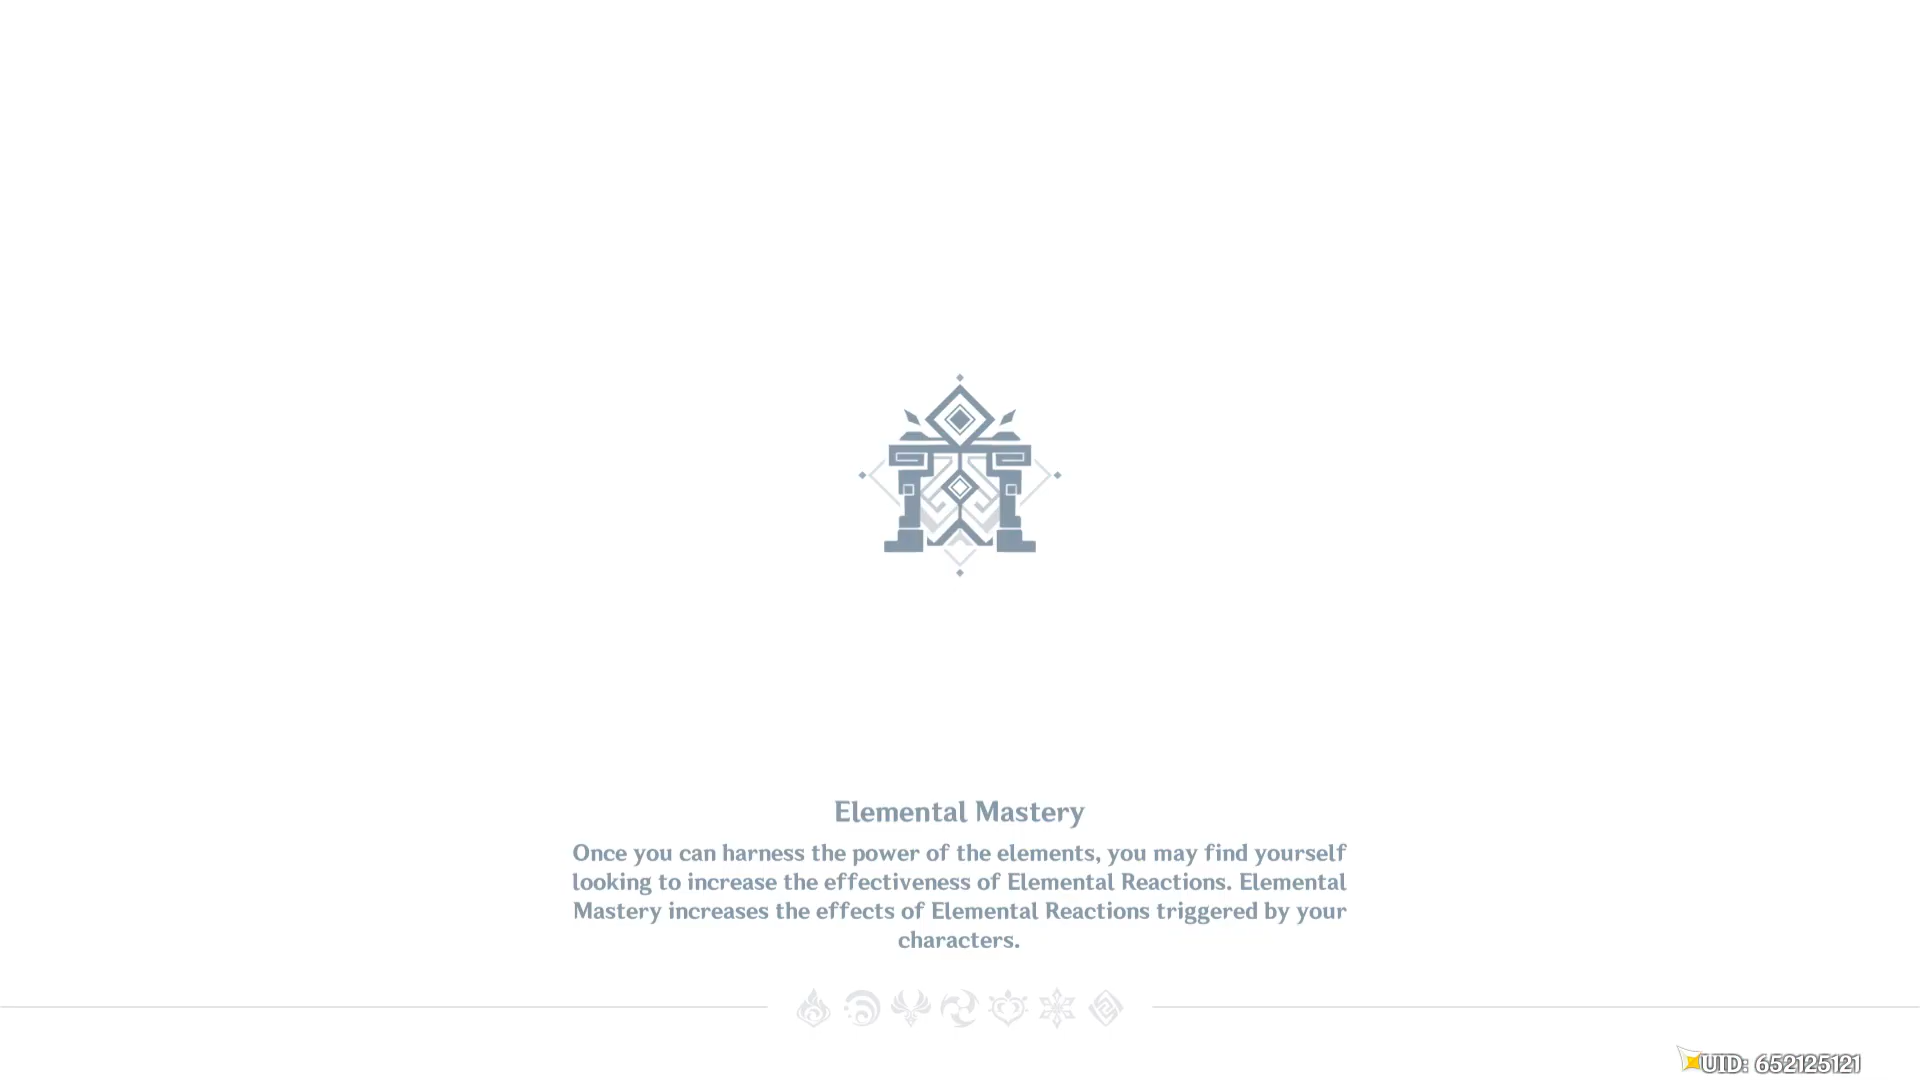 Elemental Mastery
Once you can harness the power of the elements, you may find yourself
looking to increase the effectiveness of Elemental Reactions. Elemental
Mastery increases the effects of Elemental Reactions triggered by your
characters.
UID: 652125121